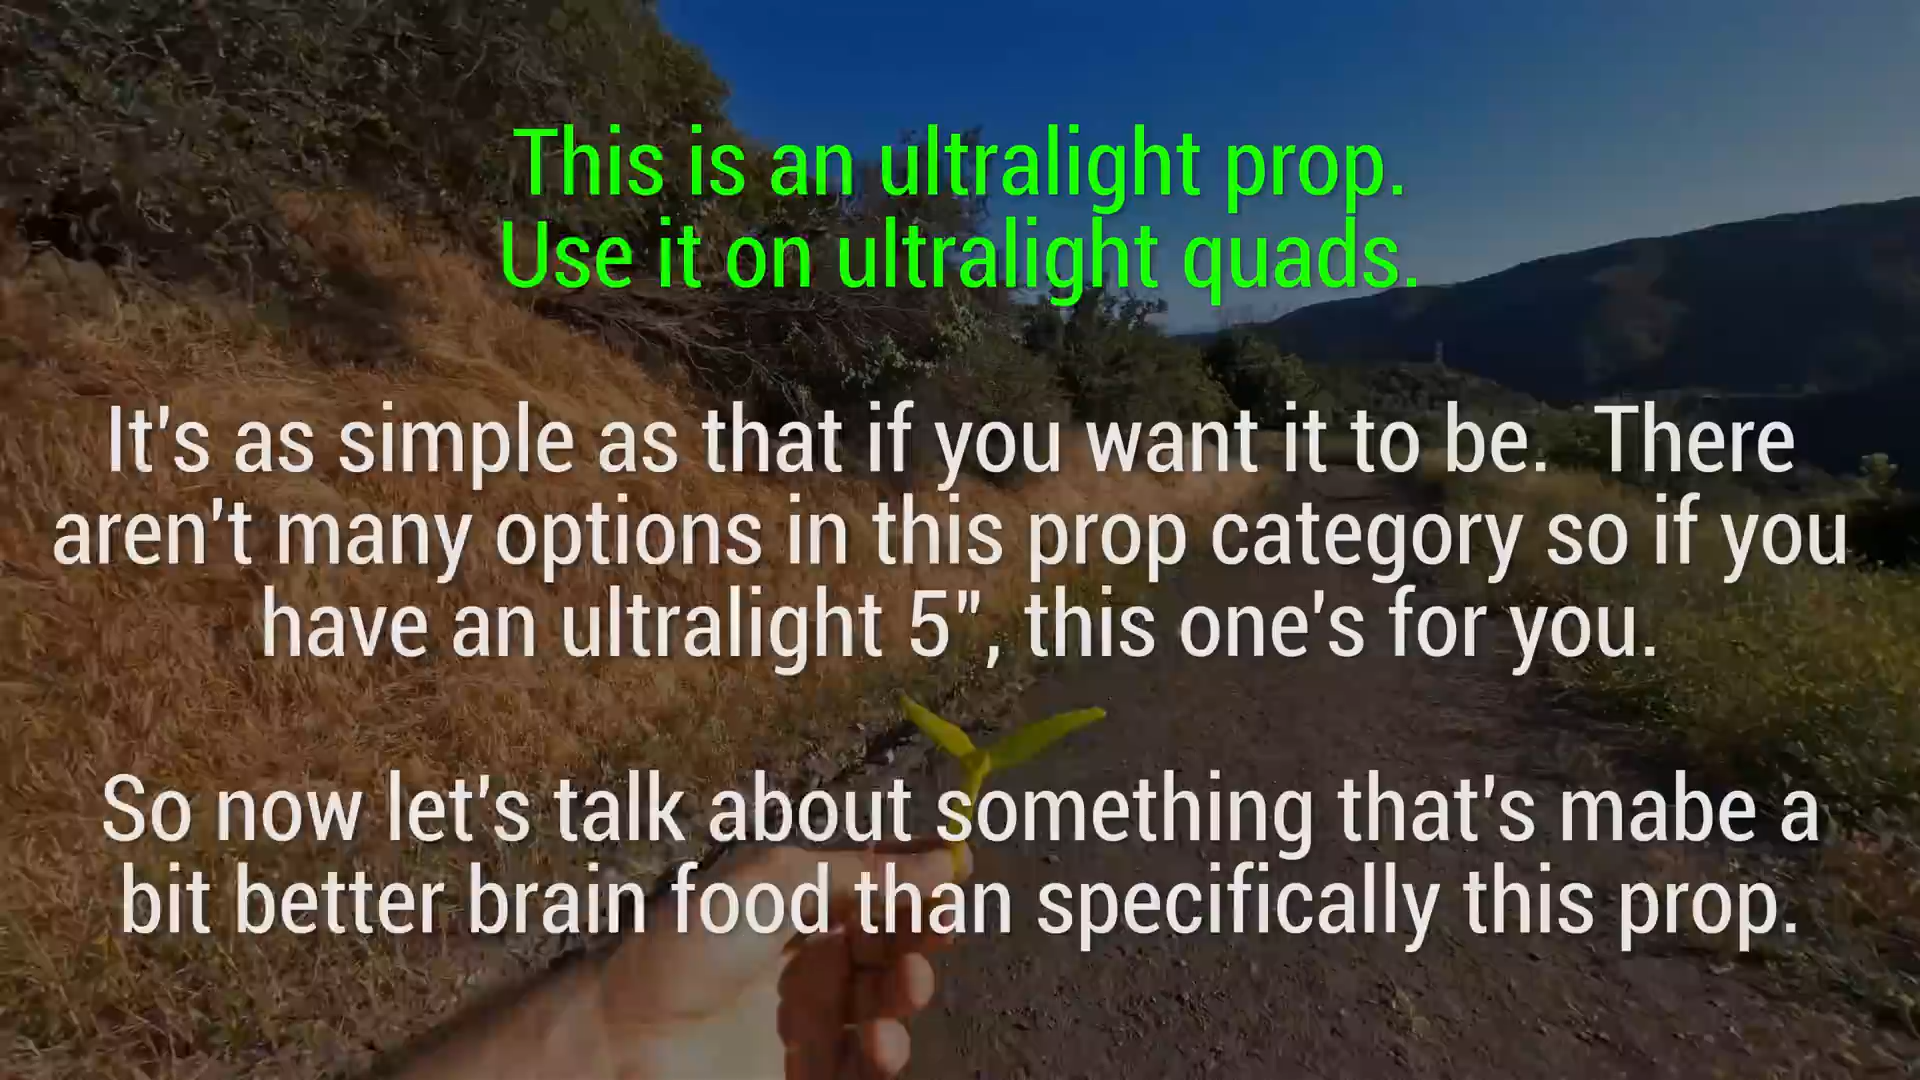 This is an ultralight prop.
Use it on ultralight quads.
It's as simple as that if you want it to be.  There
aren't many options in this prop category so if you
have an ultralight 5", this one's for you.
So now let's talk about something that's mabe a
bit better brain food than specifically this prop.